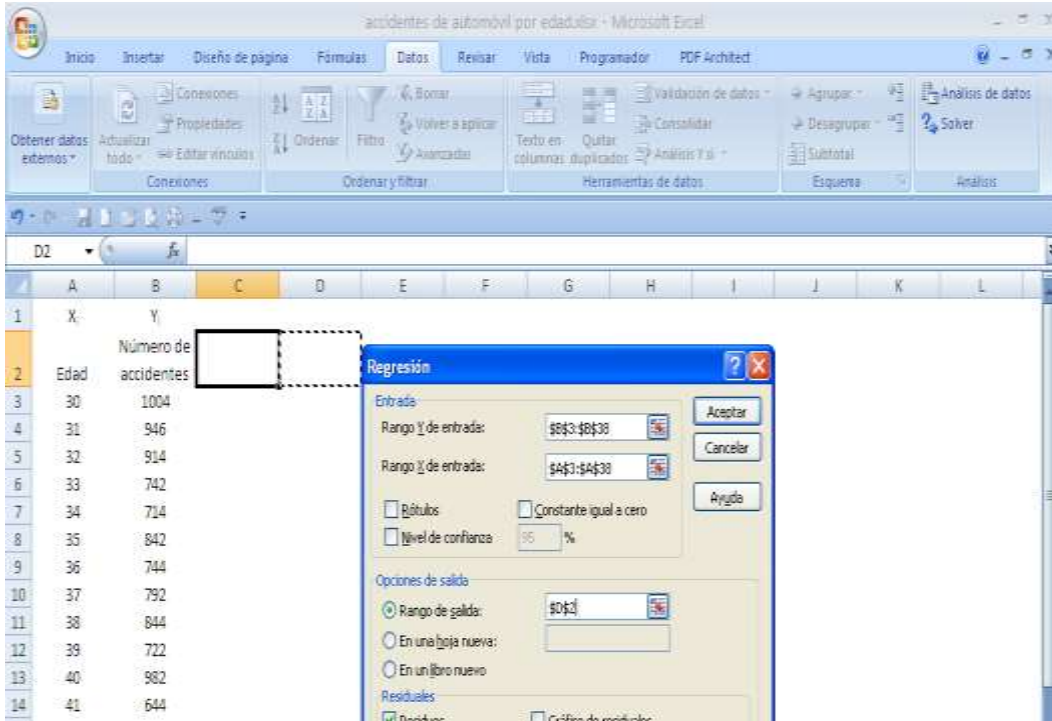 accidentes de automóvil por edad.xlsx - Microsoft Excel
Inicio Insertar Diseño de página Fórmulas Datos Revisar Vista Programador PDF Architect
Obtener datos externos
Actualizar todo
Conexiones
Propiedades
Editar vínculos
Conexiones
Ordenar
Filtro
Borrar
Volver a aplicar
Avanzadas
Ordenar y filtrar
Texto en columnas
Quitar duplicados
Validación de datos
Consolidar
Análisis Y si
Herramientas de datos
Agrupar
Desagrupar
Subtotal
Esquema
Análisis de datos
Solver
Análisis
D2 fx
A B C D E F G H I J K L
1 X Y
Número de
2 Edad accidentes
3 30 1004
4 31 946
5 32 914
6 33 742
7 34 714
8 35 842
9 36 744
10 37 792
11 38 844
12 39 722
13 40 982
14 41 644
Regresión
Entrada
Rango Y de entrada: $B$3:$B$38
Rango X de entrada: $A$3:$A$38
Rótulos Constante igual a cero
Nivel de confianza 95 %
Aceptar
Cancelar
Ayuda
Opciones de salida
Rango de salida: $D$2
En una hoja nueva:
En un libro nuevo
Residuales
Residuos Gráfico de residuales